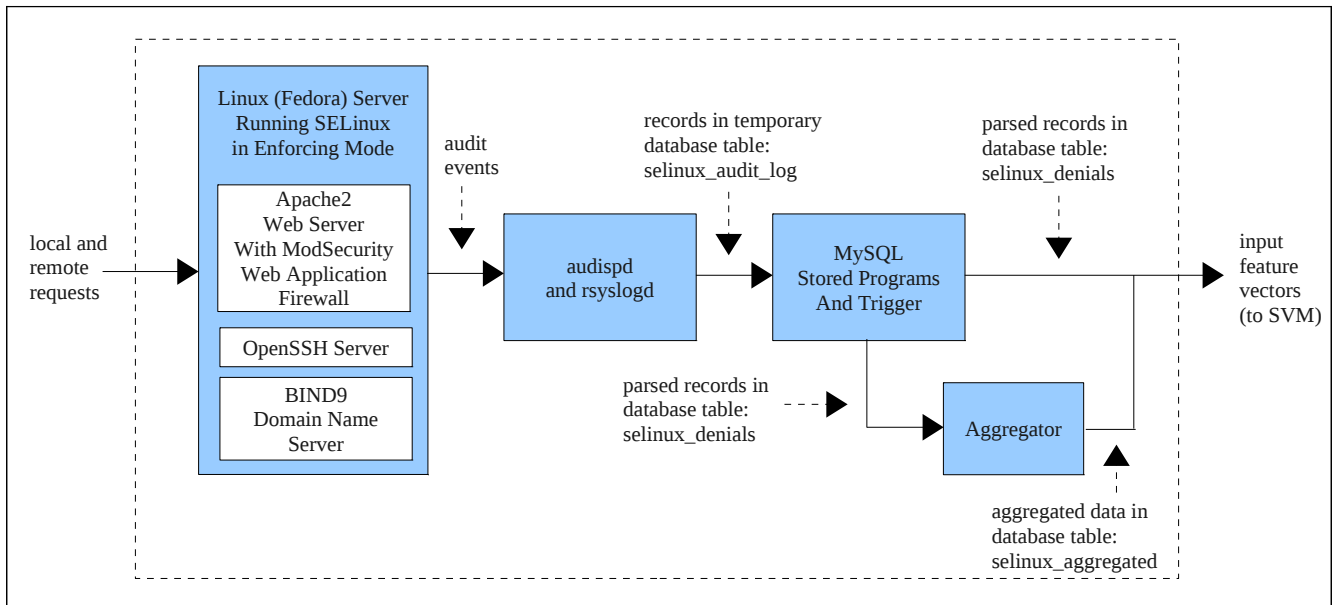 local and
remote
requests
Linux (Fedora) Server
Running SELinux
in Enforcing Mode
Apache2
Web Server
With ModSecurity
Web Application
Firewall
OpenSSH Server
BIND9
Domain Name
Server
audit
events
audispd
and rsyslogd
records in temporary
database table:
selinux_audit_log
MySQL
Stored Programs
And Trigger
parsed records in
database table:
selinux_denials
parsed records in
database table:
selinux_denials
Aggregator
aggregated data in
database table:
selinux_aggregated
input
feature
vectors
(to SVM)